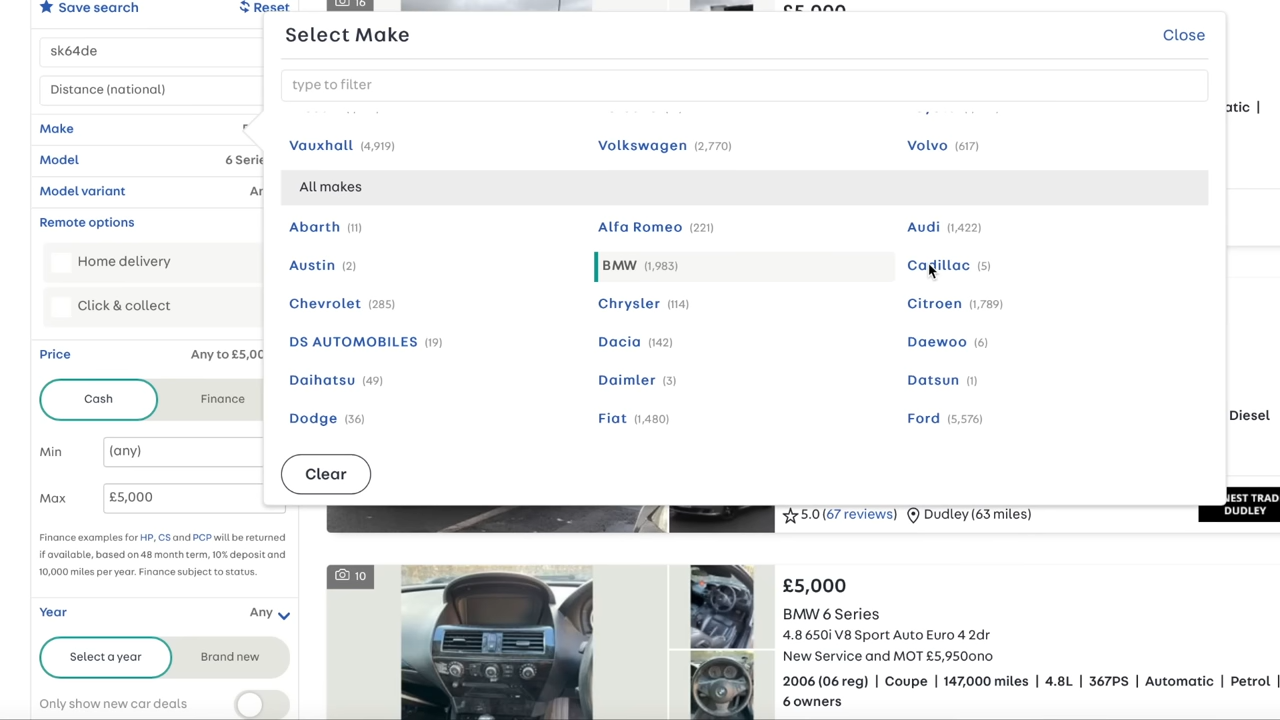 Save search
Reset
16
£5,000
Select Make
Close
sk64de
type to filter
Distance (national)
Make
Vauxhall (4,919)
Volkswagen (2,770)
Volvo (617)
Model
6 Serie
Model variant
An
All makes
Remote options
Abarth (11)
Alfa Romeo (221)
Audi (1,422)
Home delivery
Austin (2)
BMW (1,983)
Cadillac (5)
Click & collect
Chevrolet (285)
Chrysler (114)
Citroen (1,789)
DS AUTOMOBILES (19)
Dacia (142)
Daewoo (6)
Price
Any to £5,00
Daihatsu (49)
Daimler (3)
Datsun (1)
Cash
Finance
Dodge (36)
Fiat (1,480)
Ford (5,576)
atic |
Diesel
Min
(any)
Clear
Max
£5,000
5.0 (67 reviews)
Dudley (63 miles)
NEST TRAD
DUDLEY
Finance examples for HP, CS and PCP will be returned
if available, based on 48 month term, 10% deposit and
10,000 miles per year. Finance subject to status.
Year
Any
Select a year
Brand new
Only show new car deals
10
£5,000
BMW 6 Series
4.8 650i V8 Sport Auto Euro 4 2dr
New Service and MOT £5,950ono
2006 (06 reg) | Coupe | 147,000 miles | 4.8L | 367PS | Automatic | Petrol |
6 owners